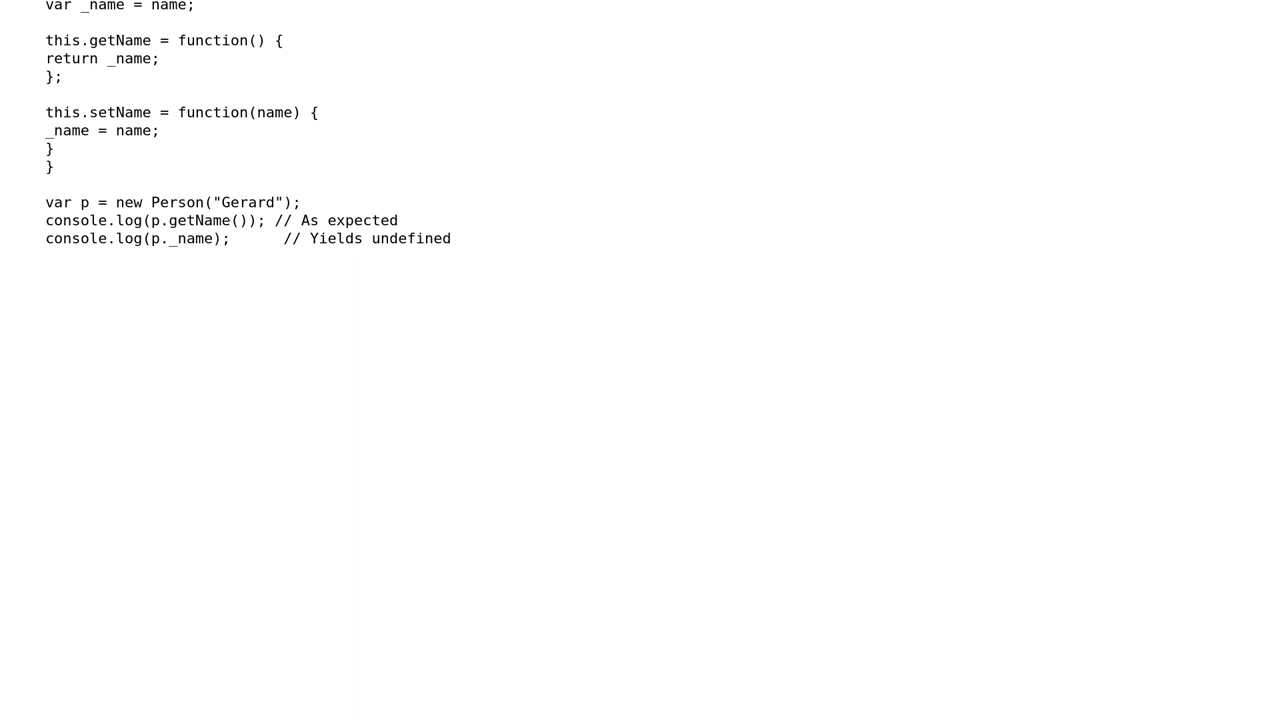 var _name = name;
this.getName = function() {
return _name;
};
this.setName = function(name) {
_name = name;
}
}
var p = new Person("Gerard");
console.log(p.getName()); // As expected
console.log(p._name);      // Yields undefined